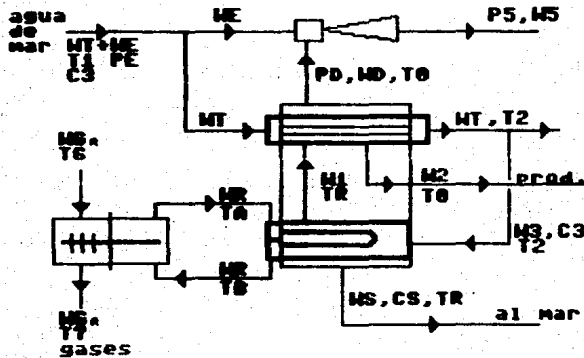 agua
de
mar
WE
P5, W5
WT+WE
T1 PE
C3
PD, WD, T0
WT
WT, T2
WG,
T6
W1
TR
W2
T0
prod.
WR
TA
W3, C3
T2
WR
TB
WG,
T7
gases
WS, CS, TR
al mar